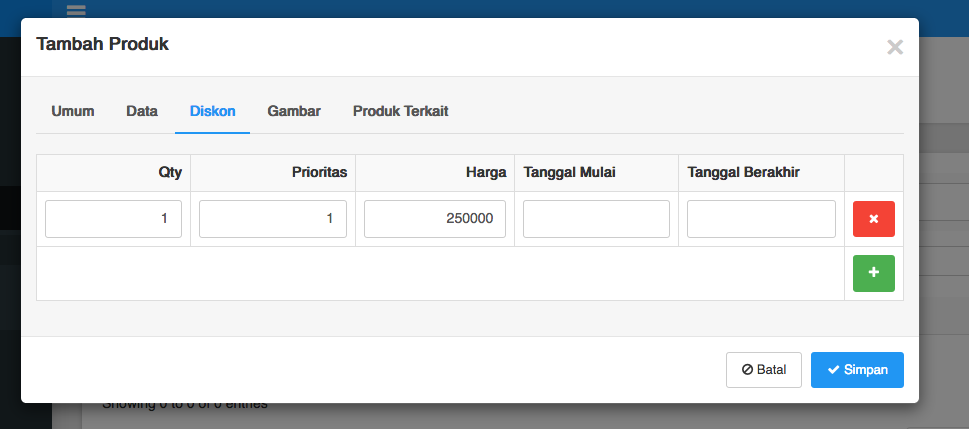 Tambah Produk
Umum Data Diskon Gambar Produk Terkait
Qty Prioritas Harga Tanggal Mulai Tanggal Berakhir
1 1 250000
Batal Simpan
Showing 0 to 0 of 0 entries